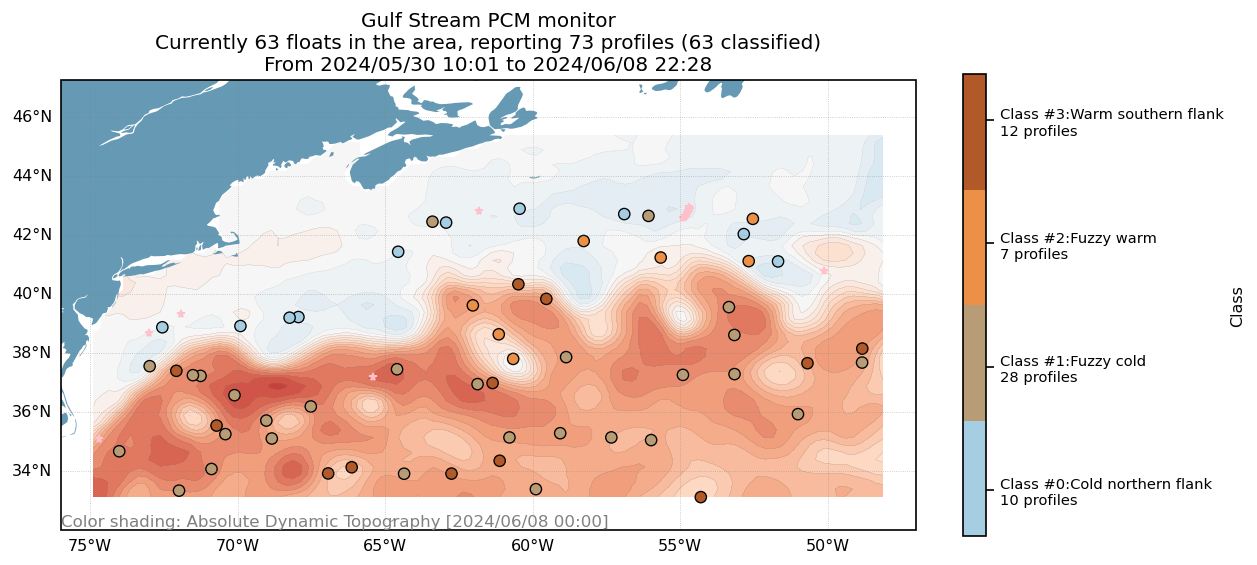 Gulf Stream PCM monitor
Currently 63 floats in the area, reporting 73 profiles (63 classified)
From 2024/05/30 10:01 to 2024/06/08 22:28
46°N
44°N
42°N
40°N
38°N
36°N
34°N
Color shading: Absolute Dynamic Topography [2024/06/08 00:00]
75°W
70°W
65°W
60°W
55°W
50°W
Class #3:Warm southern flank
12 profiles
Class #2:Fuzzy warm
7 profiles
Class #1:Fuzzy cold
28 profiles
Class #0:Cold northern flank
10 profiles
Class